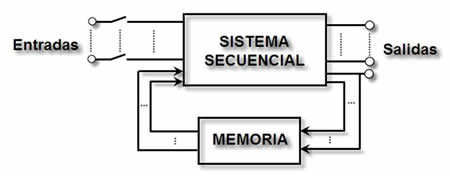 Entradas
SISTEMA
SECUENCIAL
Salidas
MEMORIA